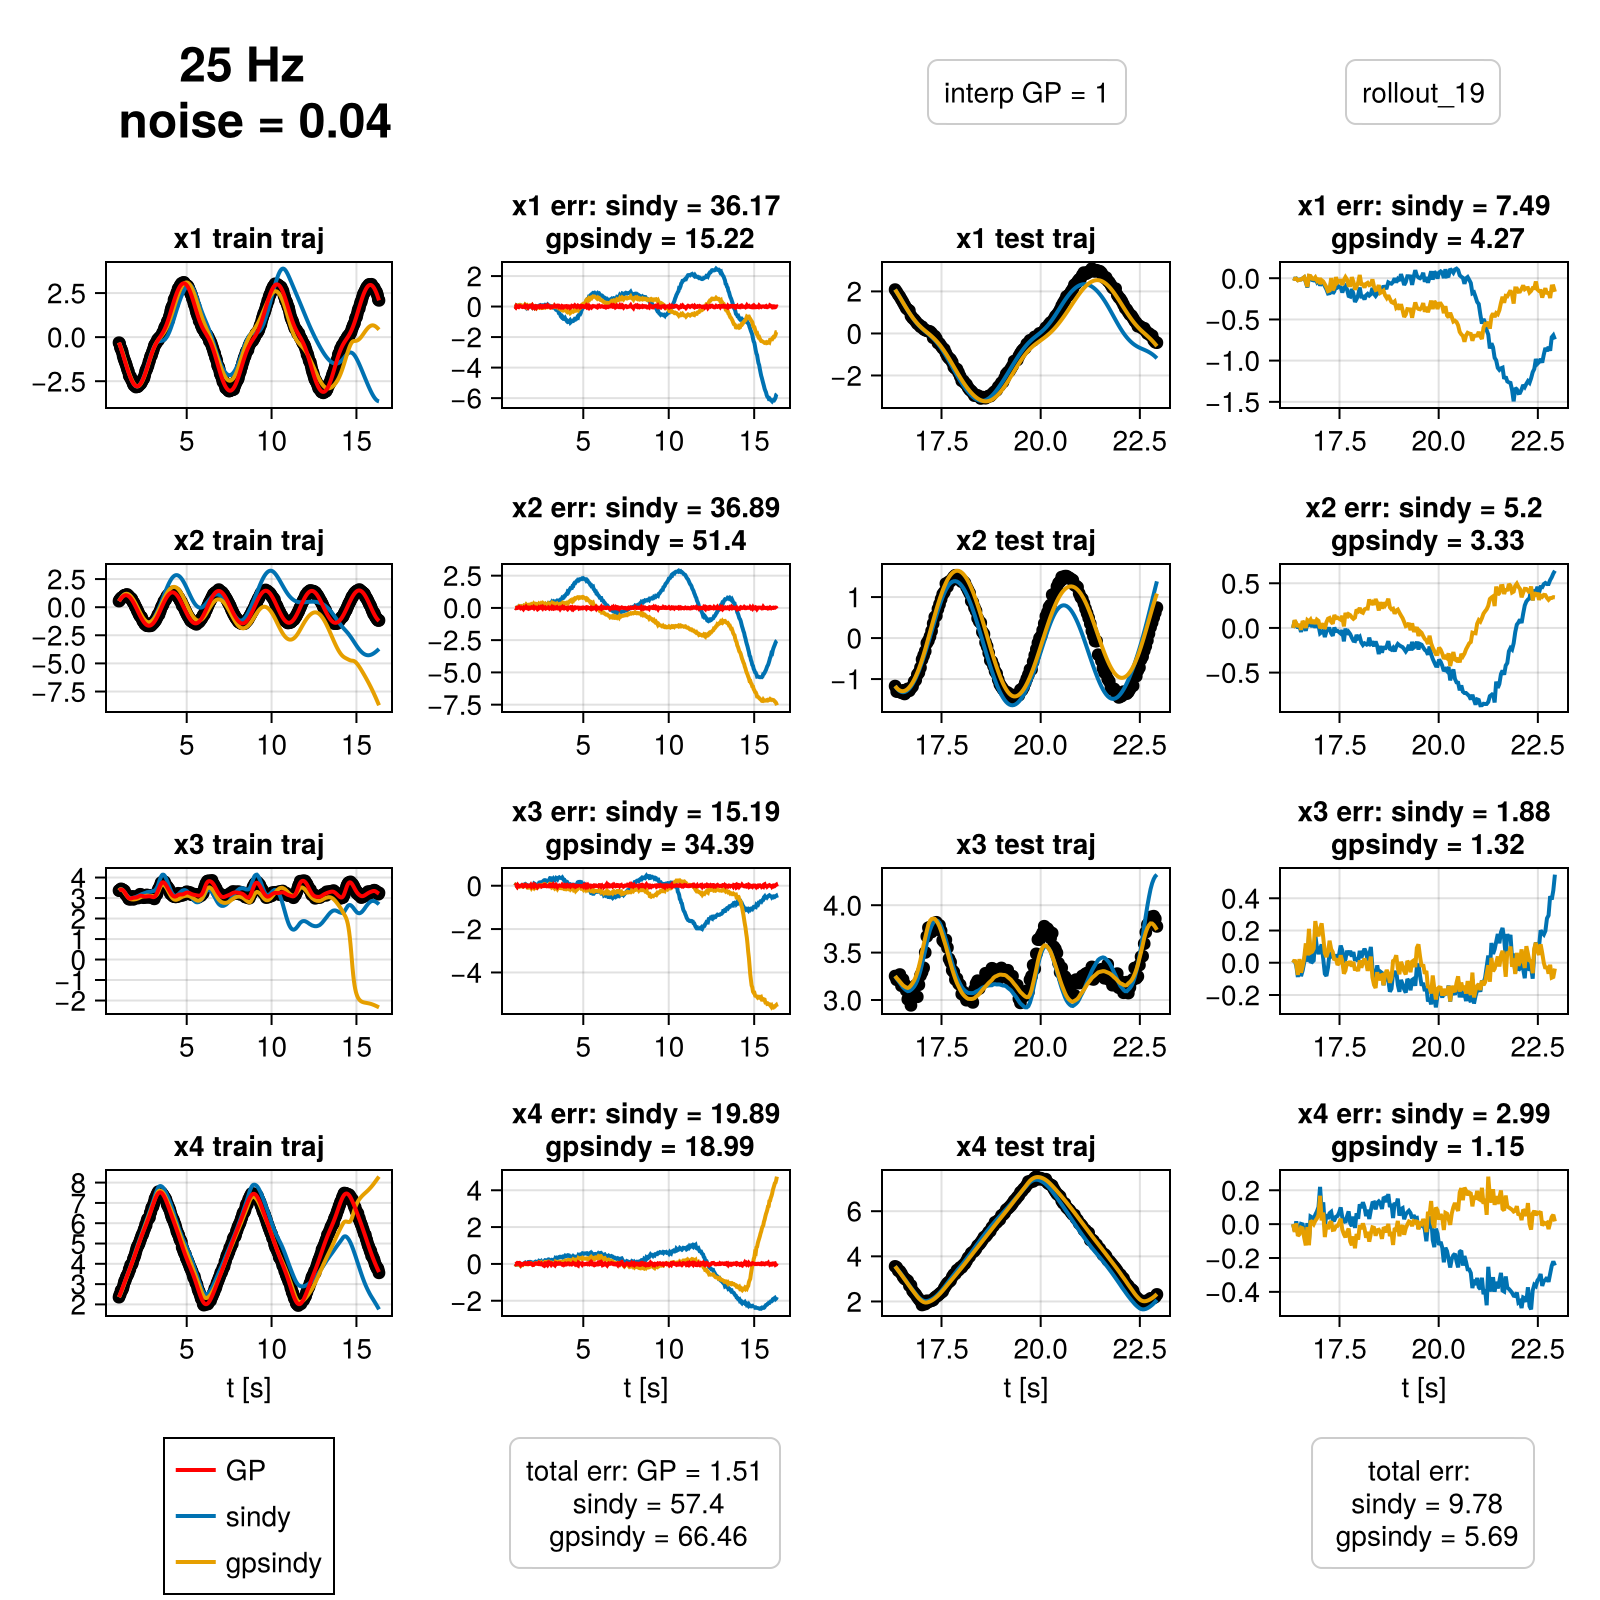 25 Hz
noise = 0.04
interp GP = 1
rollout_19
x1 train traj
x1 err: sindy = 36.17
gpsindy = 15.22
x1 test traj
x1 err: sindy = 7.49
gpsindy = 4.27
2.5
0.0
−2.5
5
10
15
2
0
−2
−4
−6
5
10
15
2
0
−2
17.5
20.0
22.5
0.0
−0.5
−1.0
−1.5
17.5
20.0
22.5
x2 train traj
x2 err: sindy = 36.89
gpsindy = 51.4
x2 test traj
x2 err: sindy = 5.2
gpsindy = 3.33
2.5
0.0
−2.5
−5.0
−7.5
5
10
15
2.5
0.0
−2.5
−5.0
−7.5
5
10
15
1
0
−1
17.5
20.0
22.5
0.5
0.0
−0.5
17.5
20.0
22.5
x3 train traj
x3 err: sindy = 15.19
gpsindy = 34.39
x3 test traj
x3 err: sindy = 1.88
gpsindy = 1.32
4
3
2
1
0
−1
−2
5
10
15
0
−2
−4
5
10
15
4.0
3.5
3.0
17.5
20.0
22.5
0.4
0.2
0.0
−0.2
17.5
20.0
22.5
x4 train traj
x4 err: sindy = 19.89
gpsindy = 18.99
x4 test traj
x4 err: sindy = 2.99
gpsindy = 1.15
8
7
6
5
4
3
2
5
10
15
t [s]
4
2
0
−2
5
10
15
t [s]
6
4
2
17.5
20.0
22.5
t [s]
0.2
0.0
−0.2
−0.4
17.5
20.0
22.5
t [s]
GP
sindy
gpsindy
total err: GP = 1.51
sindy = 57.4
gpsindy = 66.46
total err:
sindy = 9.78
gpsindy = 5.69